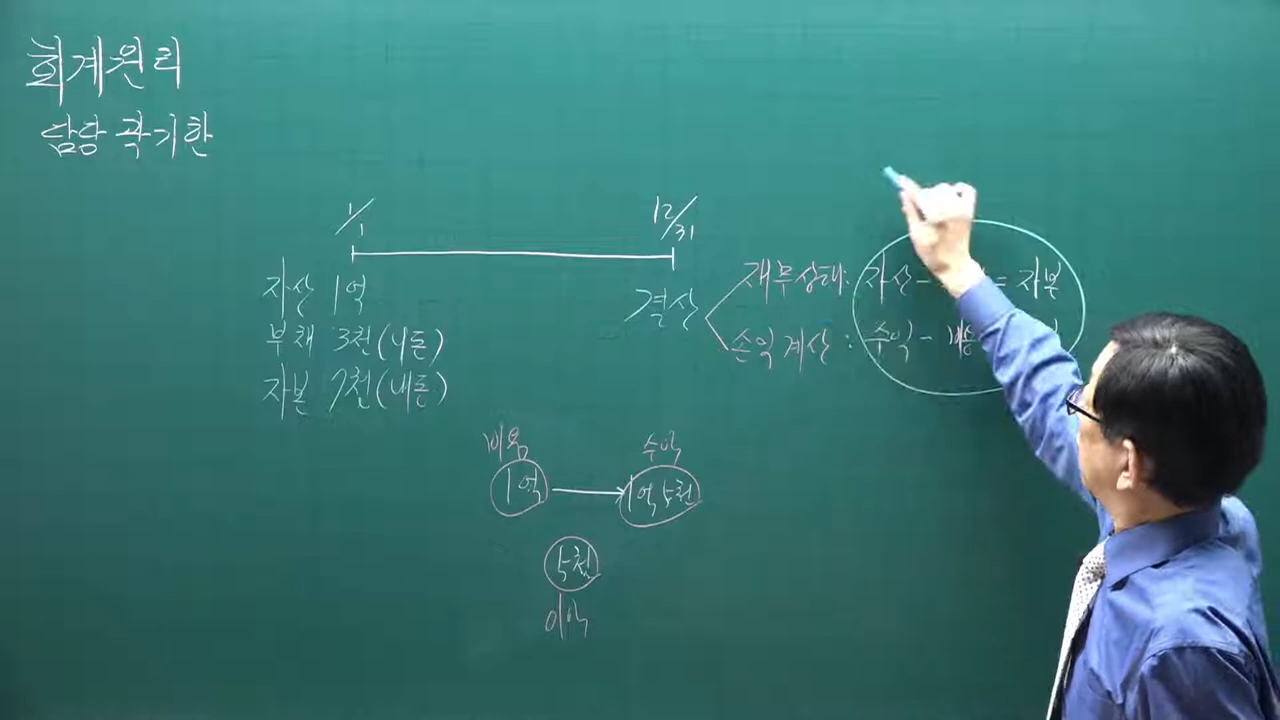 회계원리
담당 곽기환
1/1
12/31
자산 1억
부채 3천(남돈)
자본 7천(내돈)
결산
재무상태: 자산 - = 자본
손익계산 : 수익 - 비용
비용
수익
1억
1억 5천
5천
이익